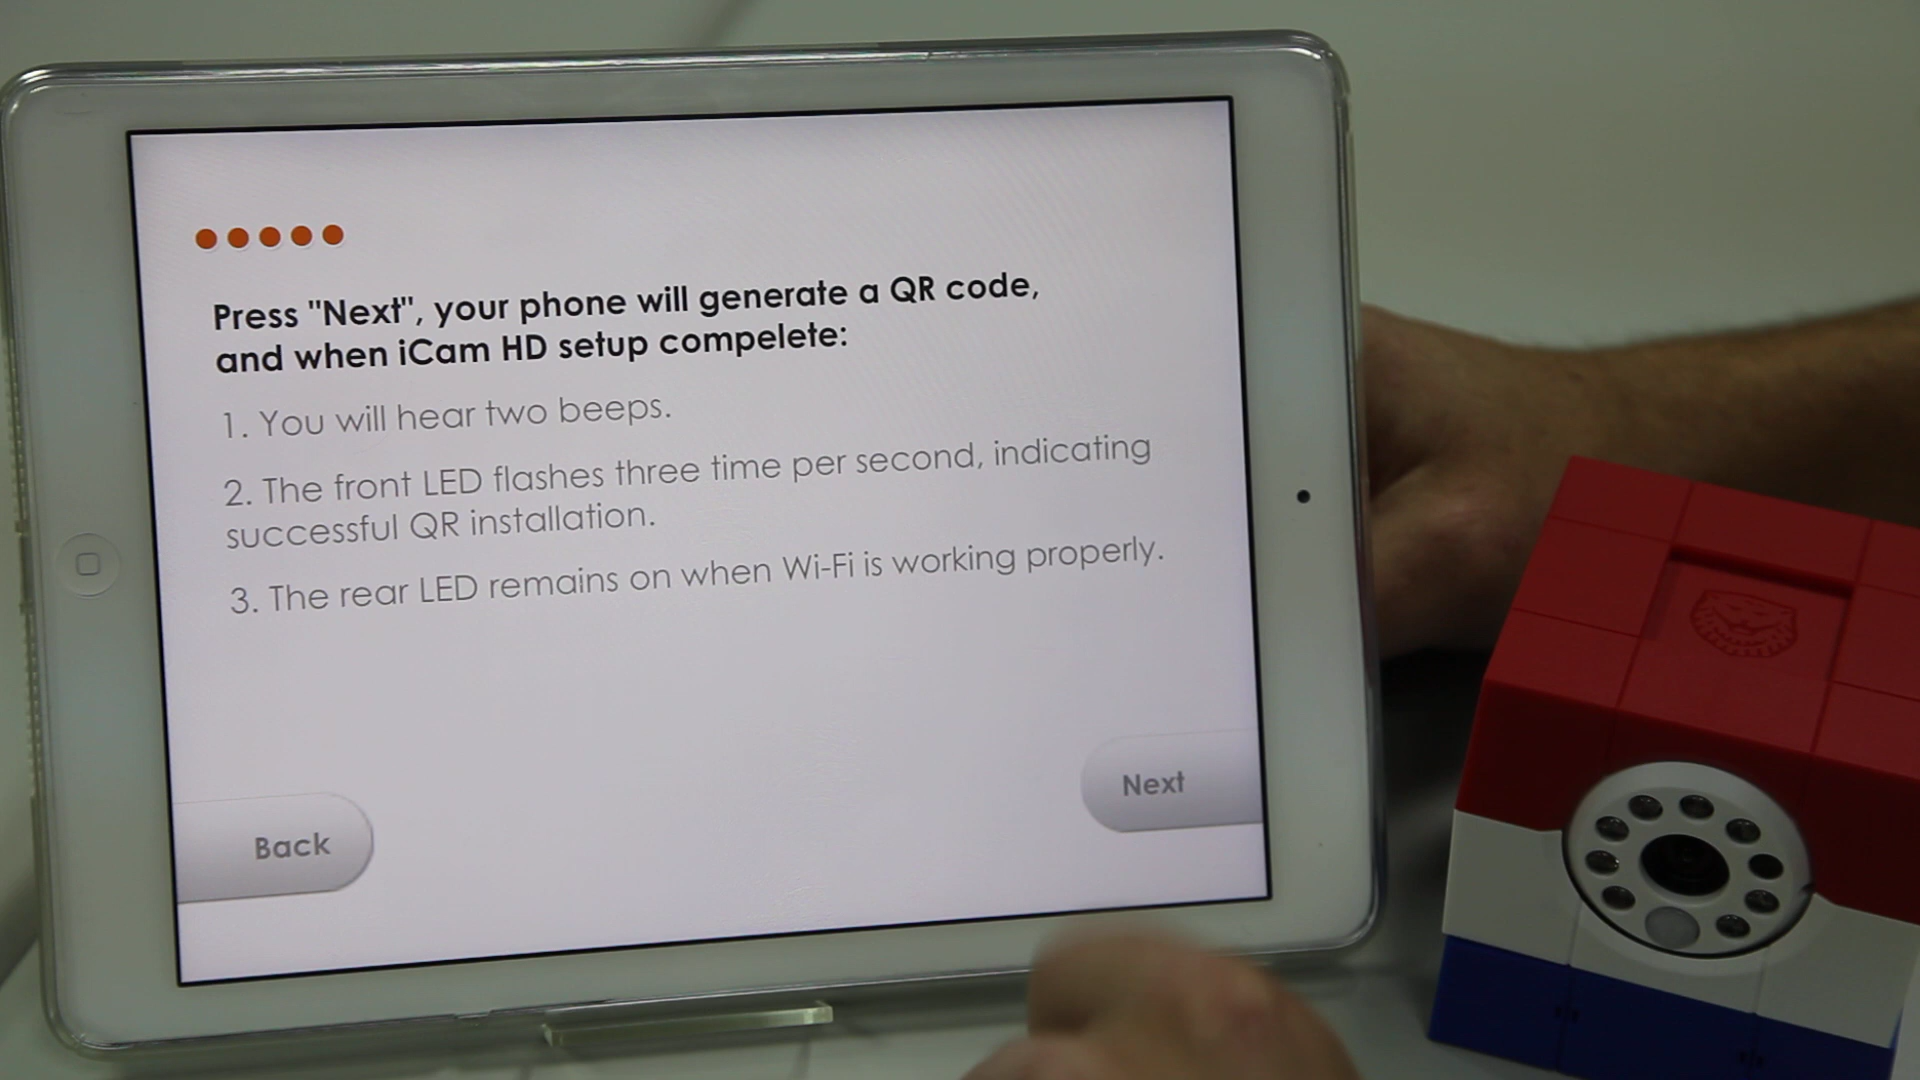 Press "Next", your phone will generate a QR code,
and when iCam HD setup compelete:
1. You will hear two beeps.
2. The front LED flashes three time per second, indicating
successful QR installation.
3. The rear LED remains on when Wi-Fi is working properly.
Next
Back